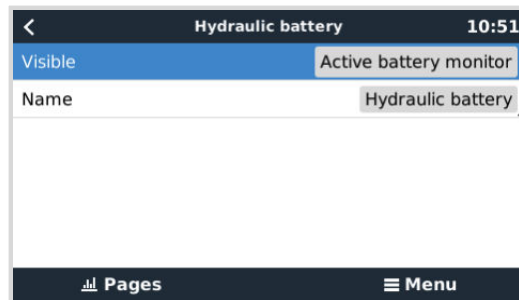 Hydraulic battery 10:51
Visible Active battery monitor
Name Hydraulic battery
Pages Menu